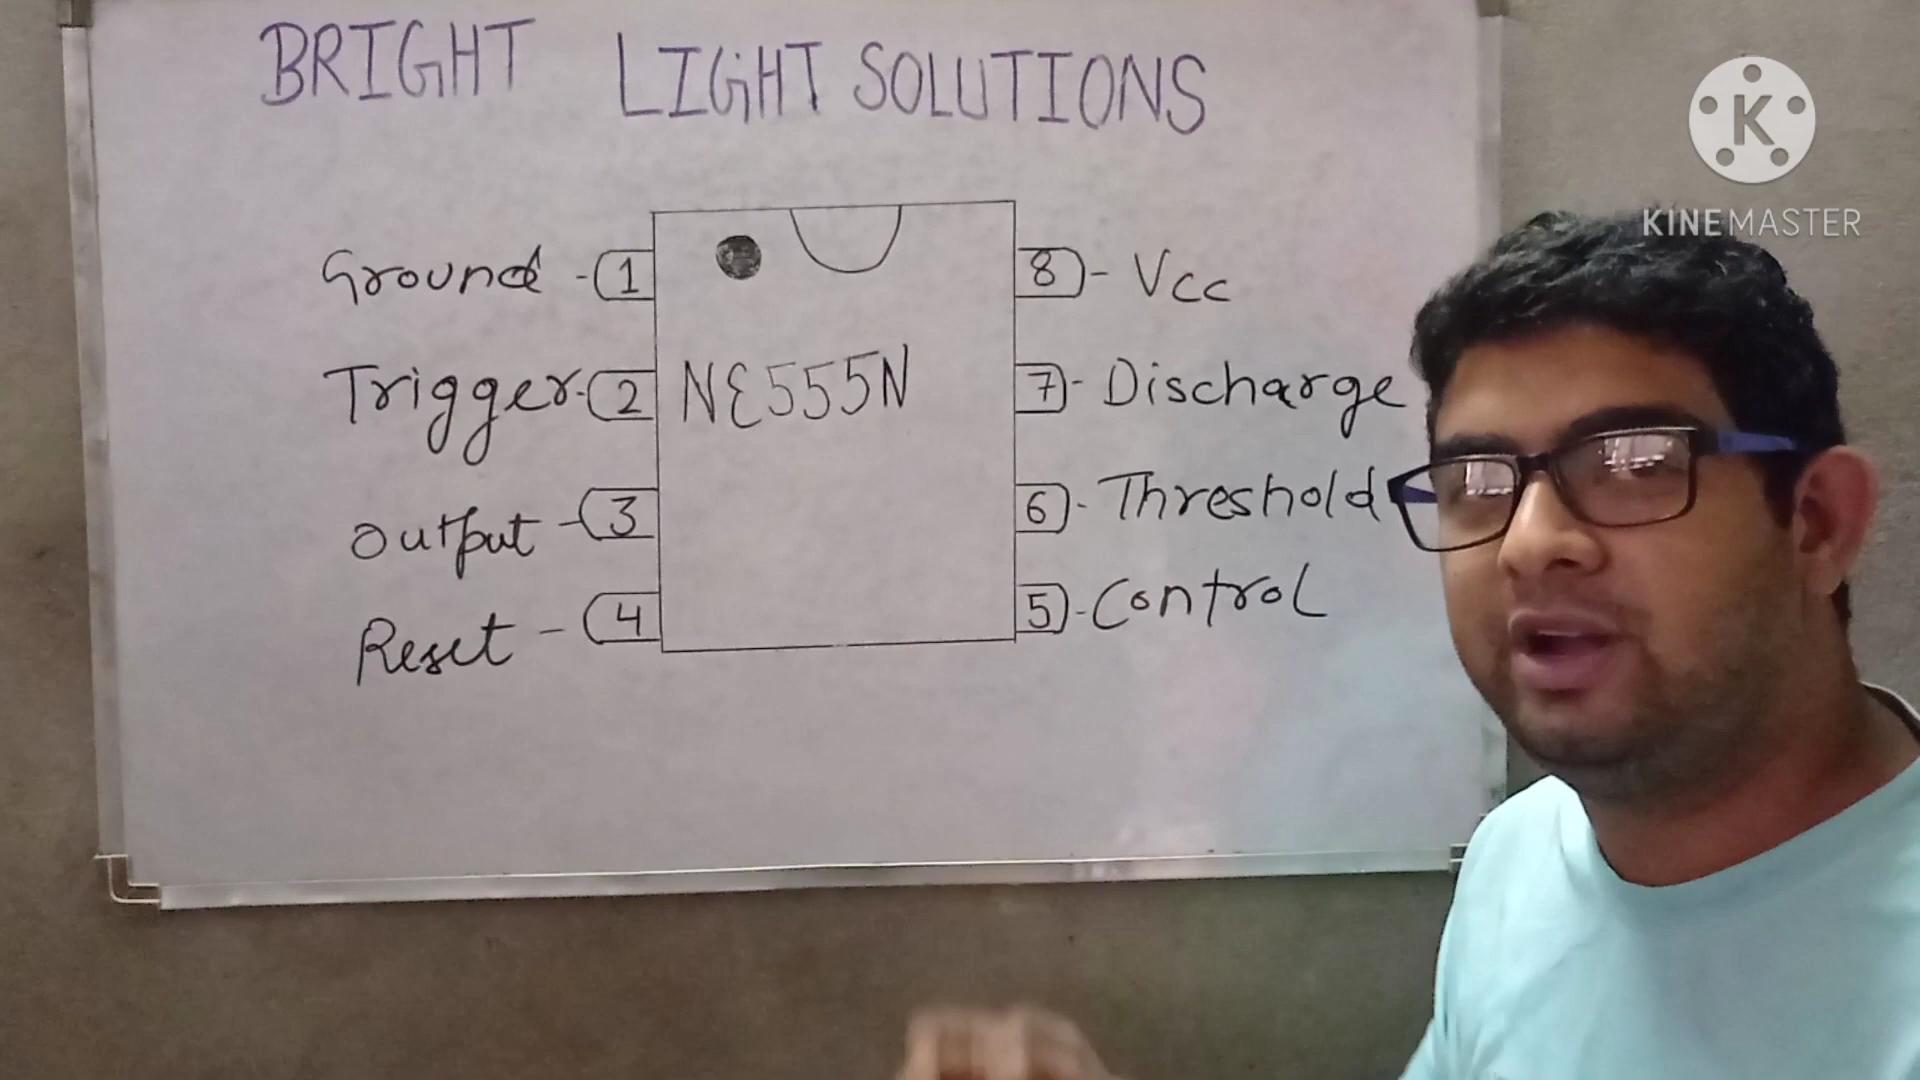 BRIGHT LIGHT SOLUTIONS
K
KINEMASTER
Ground - 1
8 - Vcc
Trigger - 2
NE555N
7 - Discharge
Output - 3
6 - Threshold
Reset - 4
5 - Control